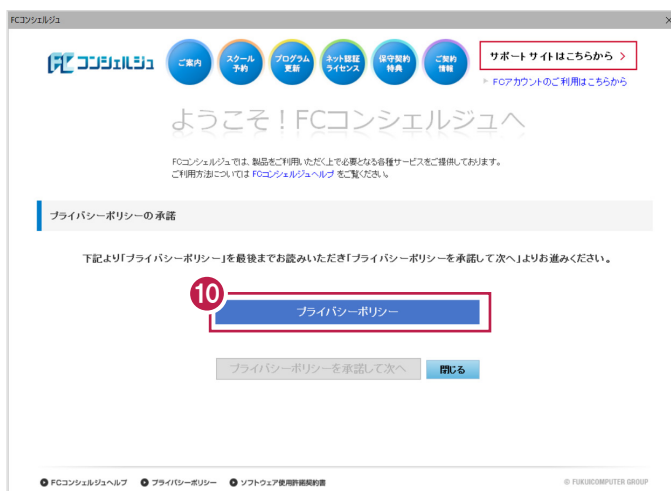 FCコンシェルジュ
×
FC コンシェルジュ
ご案内
スクール
予約
プログラム
更新
ネット認証
ライセンス
保守契約
特典
ご契約
情報
サポートサイトはこちらから >
FCアカウントのご利用はこちらから
ようこそ！FCコンシェルジュへ
FCコンシェルジュでは、製品をご利用いただく上で必要となる各種サービスをご提供しております。
ご利用方法については FCコンシェルジュヘルプ をご覧ください。
プライバシーポリシーの承諾
下記より「プライバシーポリシー」を最後までお読みいただき「プライバシーポリシーを承諾して次へ」よりお進みください。
10
プライバシーポリシー
プライバシーポリシーを承諾して次へ 閉じる
FCコンシェルジュヘルプ プライバシーポリシー ソフトウェア使用許諾契約書
© FUKUICOMPUTER GROUP